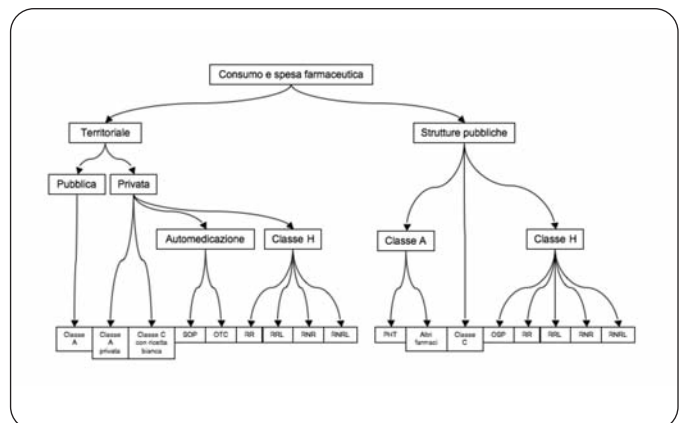 Consumo e spesa farmaceutica
Territoriale
Strutture pubbliche
Pubblica
Privata
Automedicazione
Classe H
Classe A
Classe H
Classe
A
Classe
A
privata
Classe C
con ricetta
bianca
SOP
OTC
RR
RRL
RNR
RNRL
PHT
Altri
farmaci
Classe
C
OSP
RR
RRL
RNR
RNRL